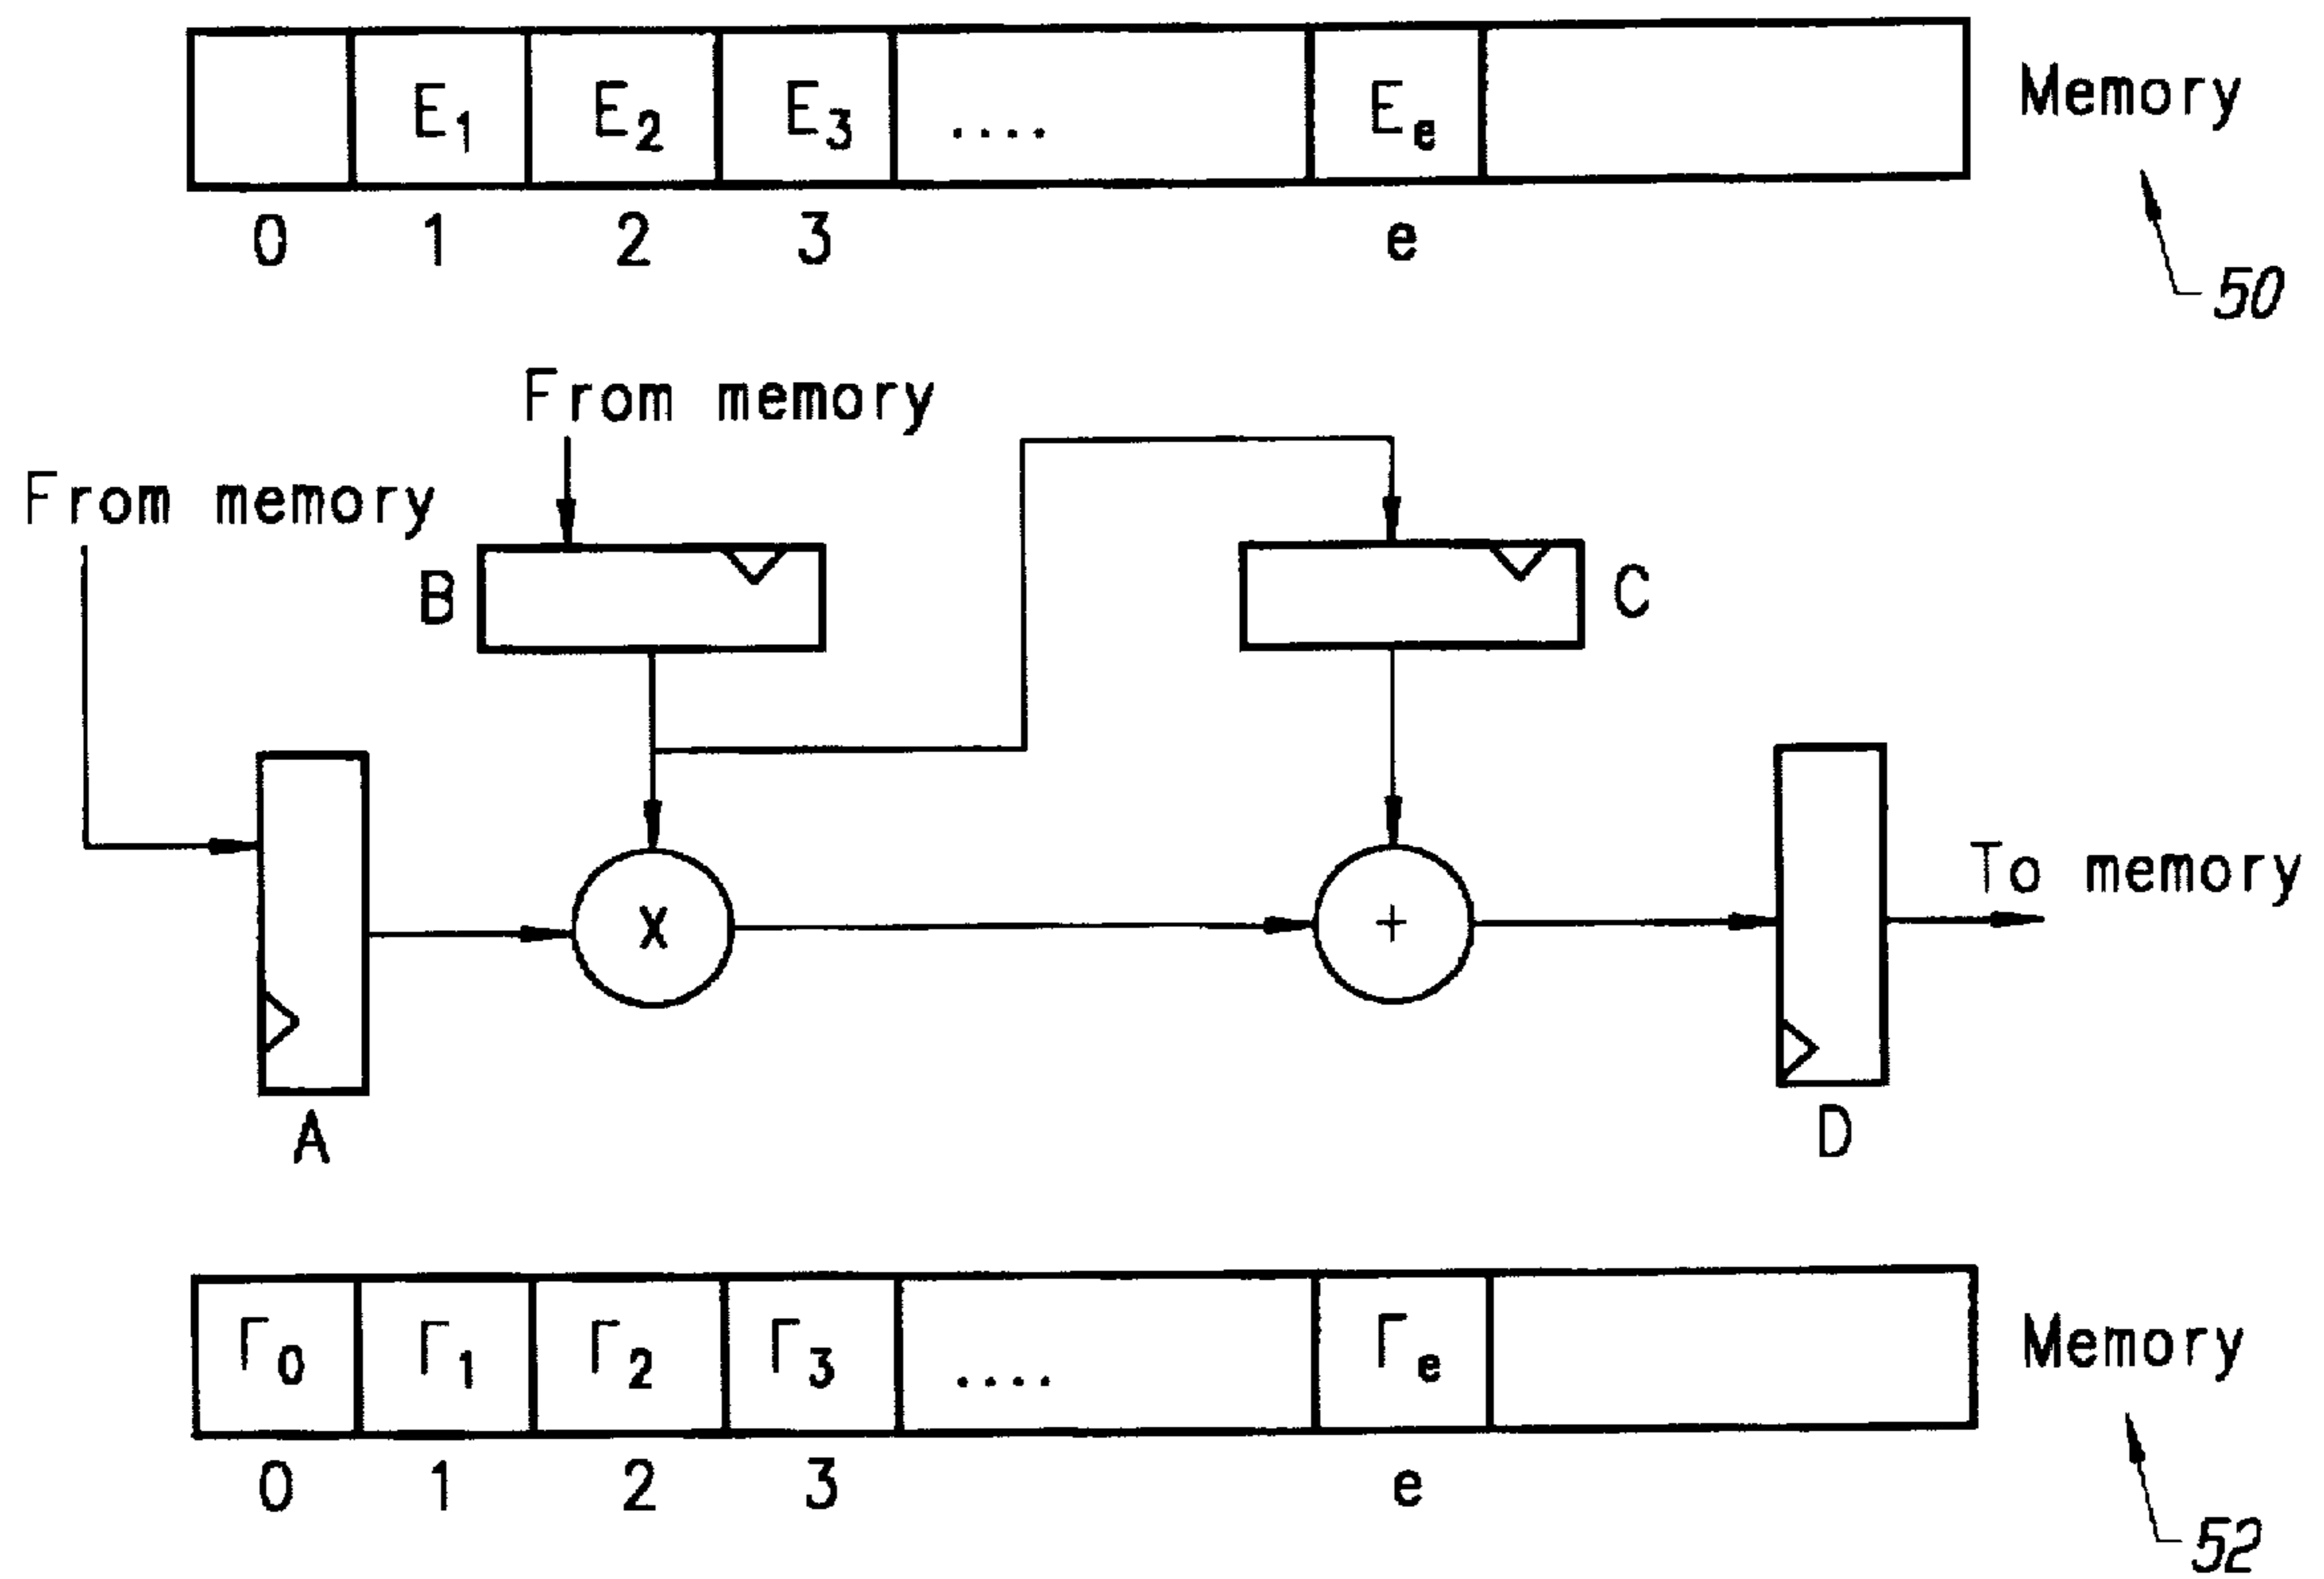 E₁ E₂ E₃ .... Eₑ Memory
0 1 2 3 e
50
From memory
From memory
B C
X + To memory
A D
Γ₀ Γ₁ Γ₂ Γ₃ .... Γₑ Memory
0 1 2 3 e
52